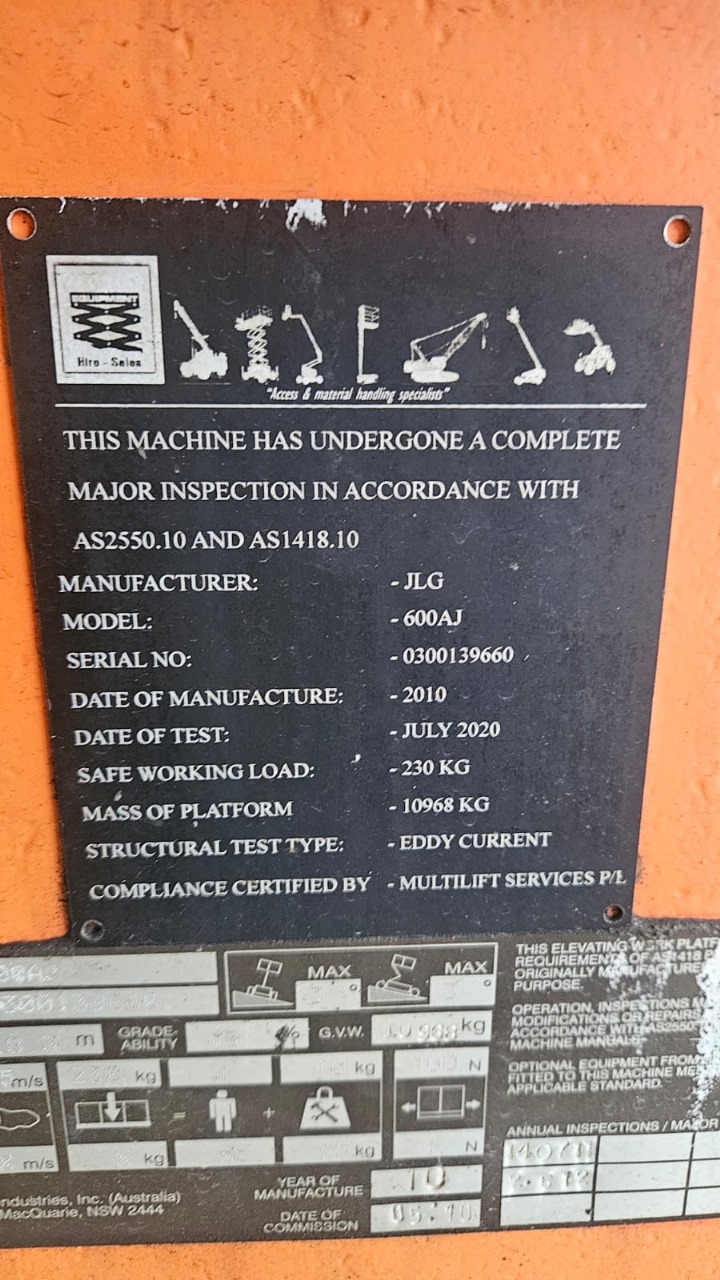 EQUIPMENT
Hire - Sales
"Access & material handling specialists"
THIS MACHINE HAS UNDERGONE A COMPLETE
MAJOR INSPECTION IN ACCORDANCE WITH
AS2550.10 AND AS1418.10
MANUFACTURER: - JLG
MODEL: - 600AJ
SERIAL NO: - 0300139660
DATE OF MANUFACTURE: - 2010
DATE OF TEST: - JULY 2020
SAFE WORKING LOAD: - 230 KG
MASS OF PLATFORM - 10968 KG
STRUCTURAL TEST TYPE: - EDDY CURRENT
COMPLIANCE CERTIFIED BY - MULTILIFT SERVICES P/L
MAX °
MAX °
m GRADE-ABILITY % G.V.W. 10 968 kg
m/s kg kg N
= +
m/s kg kg N
YEAR OF
MANUFACTURE 10
DATE OF
COMMISSION
Industries, Inc. (Australia)
MacQuarie, NSW 2444
THIS ELEVATING WORK PLATF
REQUIREMENTS OF AS1418
ORIGINALLY MANUFACTURE
PURPOSE.
OPERATION, INSPECTIONS
MODIFICATIONS OR REPAIRS
ACCORDANCE WITH AS2550
MACHINE MANUALS
OPTIONAL EQUIPMENT FROM
FITTED TO THIS MACHINE
APPLICABLE STANDARD.
ANNUAL INSPECTIONS / MAJOR